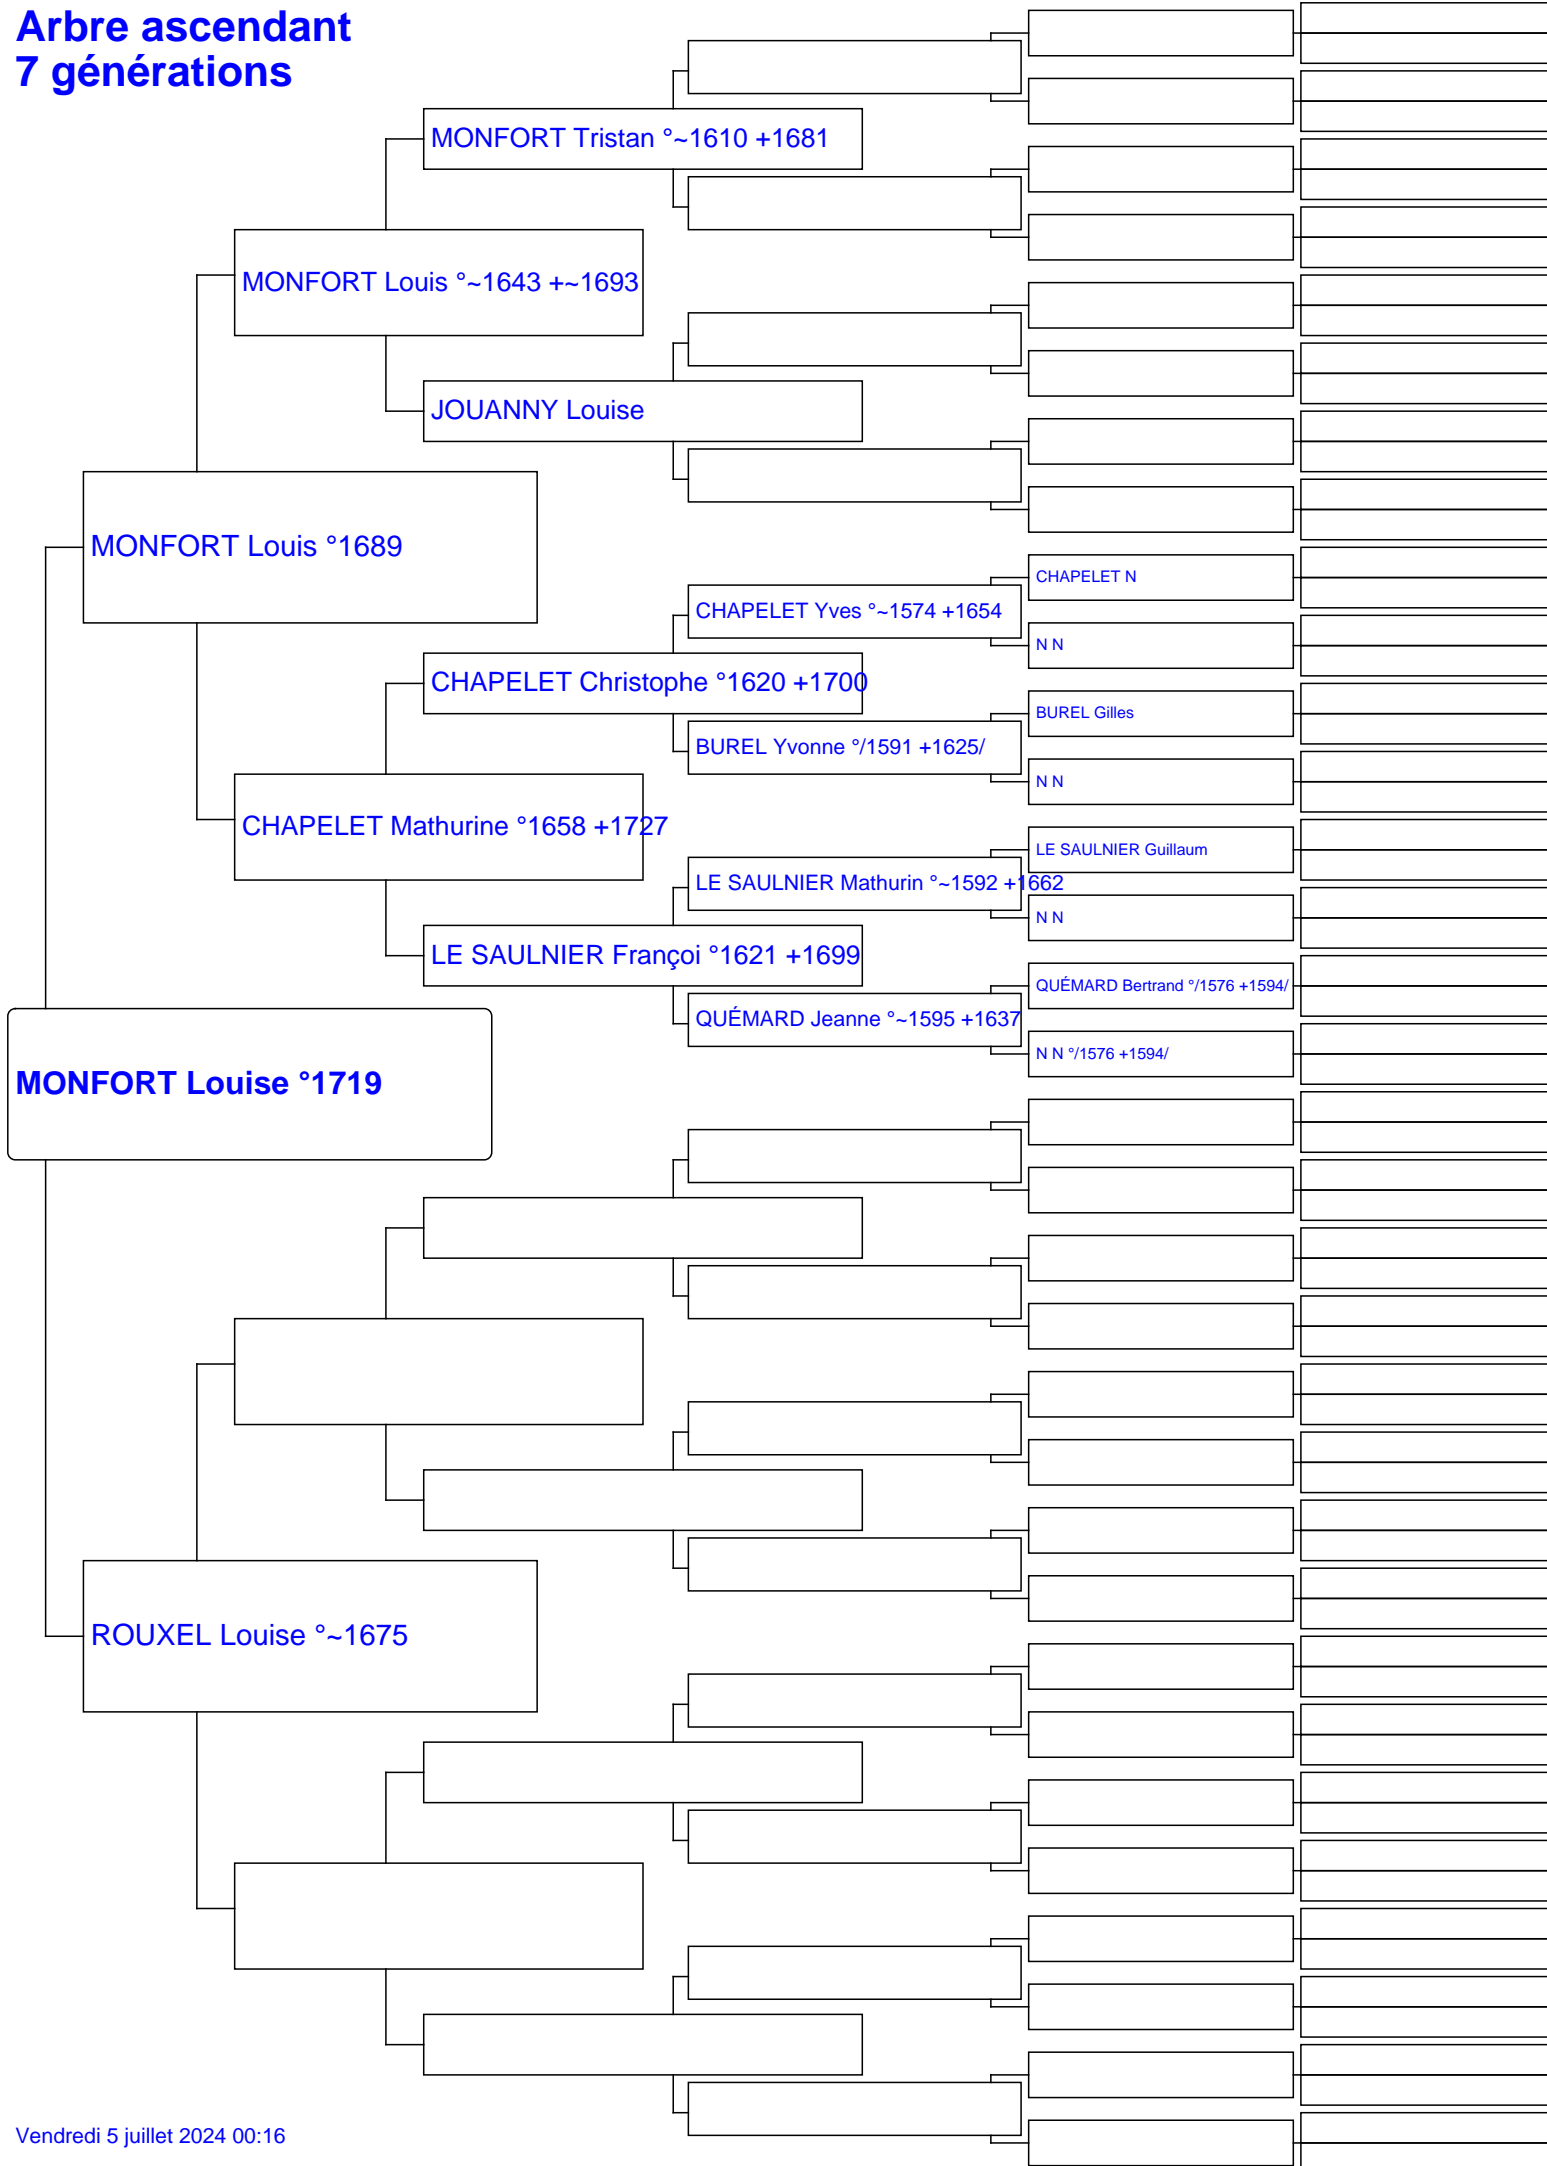 Arbre ascendant
7 générations
MONFORT Tristan °~1610 +1681
MONFORT Louis °~1643 +~1693
JOUANNY Louise
MONFORT Louis °1689
CHAPELET N
CHAPELET Yves °~1574 +1654
N N
CHAPELET Christophe °1620 +1700
BUREL Gilles
BUREL Yvonne °/1591 +1625/
N N
CHAPELET Mathurine °1658 +1727
LE SAULNIER Guillaum
LE SAULNIER Mathurin °~1592 +1662
N N
LE SAULNIER Françoi °1621 +1699
QUÉMARD Bertrand °/1576 +1594/
QUÉMARD Jeanne °~1595 +1637
N N °/1576 +1594/
MONFORT Louise °1719
ROUXEL Louise °~1675
Vendredi 5 juillet 2024 00:16